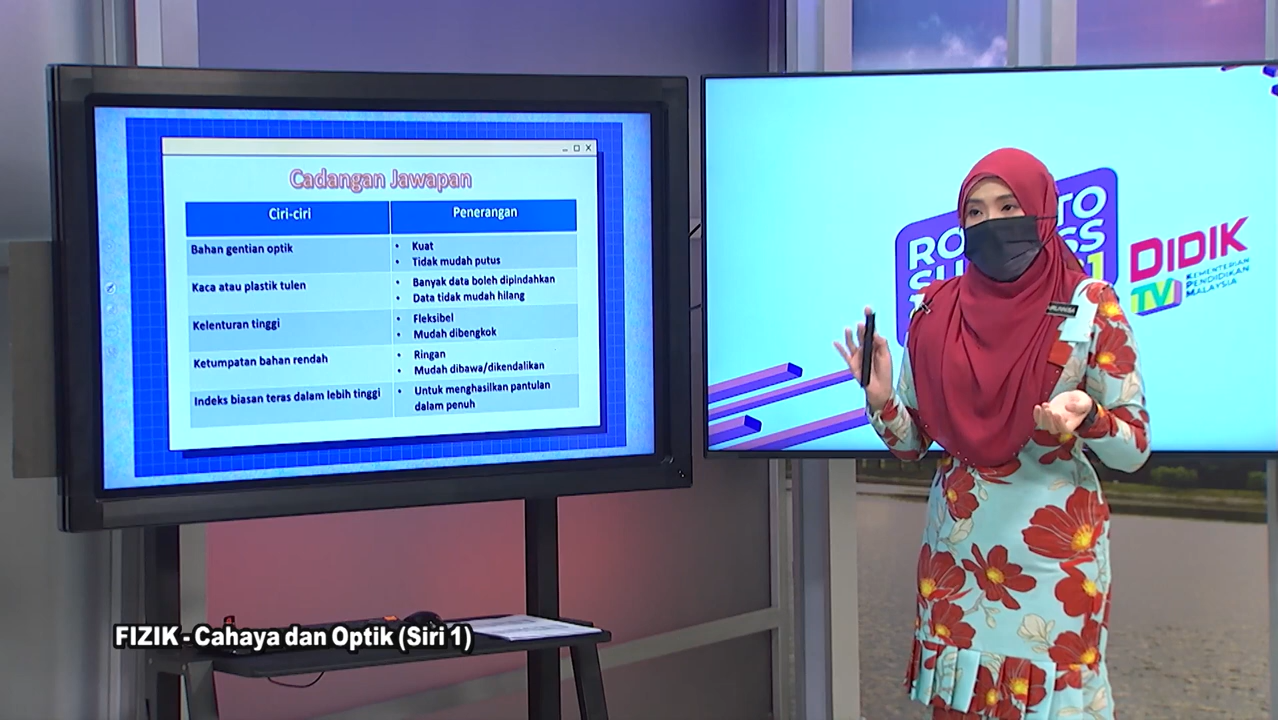 Cadangan Jawapan
Ciri-ciri
Penerangan
Bahan gentian optik
• Kuat
• Tidak mudah putus
Kaca atau plastik tulen
• Banyak data boleh dipindahkan
• Data tidak mudah hilang
Kelenturan tinggi
• Fleksibel
• Mudah dibengkok
Ketumpatan bahan rendah
• Ringan
• Mudah dibawa/dikendalikan
Indeks biasan teras dalam lebih tinggi
• Untuk menghasilkan pantulan
dalam penuh
TO
SS
DIDIK
TV
KEMENTERIAN
PENDIDIKAN
MALAYSIA
FIZIK - Cahaya dan Optik (Siri 1)